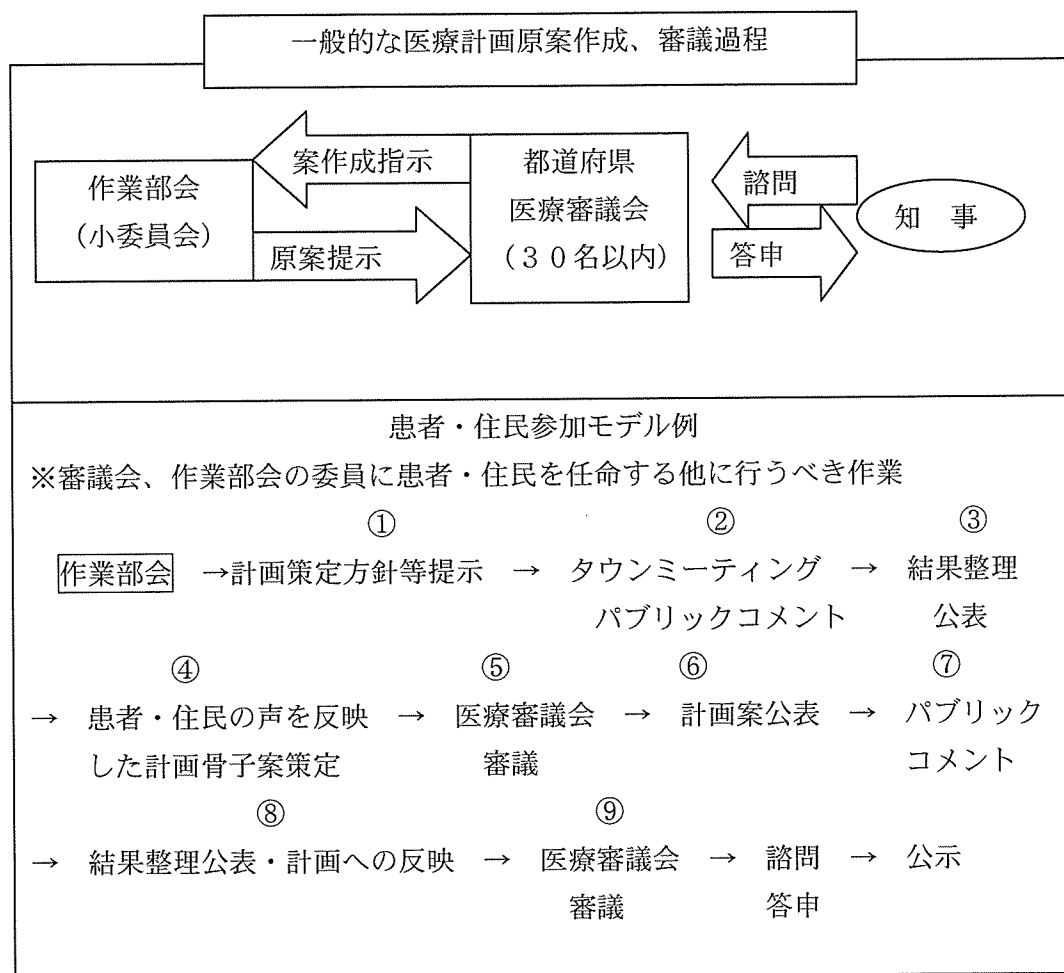 一般的な医療計画原案作成、審議過程
作業部会
（小委員会）
案作成指示
原案提示
都道府県
医療審議会
（３０名以内）
諮問
答申
知　事
患者・住民参加モデル例
※審議会、作業部会の委員に患者・住民を任命する他に行うべき作業
① ② ③
作業部会 →計画策定方針等提示 → タウンミーティング → 結果整理
パブリックコメント 公表
④ ⑤ ⑥ ⑦
→ 患者・住民の声を反映 → 医療審議会 → 計画案公表 → パブリック
した計画骨子案策定 審議 コメント
⑧ ⑨
→ 結果整理公表・計画への反映 → 医療審議会 → 諮問 → 公示
審議 答申